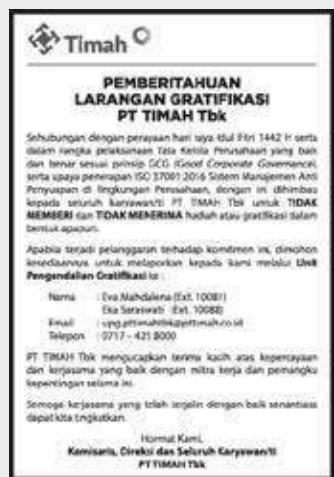 Timah
PEMBERITAHUAN
LARANGAN GRATIFIKASI
PT TIMAH Tbk
Sehubungan dengan perayaan hari raya Idul Fitri 1442 H serta
dalam rangka pelaksanaan Tata Kelola Perusahaan yang baik
dan benar sesuai prinsip GCG (Good Corporate Governance),
serta upaya penerapan ISO 37001:2016 Sistem Manajemen Anti
Penyuapan di lingkungan Perusahaan, dengan ini dihimbau
kepada seluruh karyawan/ti PT TIMAH Tbk untuk TIDAK
MEMBERI dan TIDAK MENERIMA hadiah atau gratifikasi dalam
bentuk apapun.
Apabila terjadi pelanggaran terhadap komitmen ini, dimohon
kesediaannya untuk melaporkan kepada kami melalui Unit
Pengendalian Gratifikasi ke :
Nama : Eva Mahdalena (Ext. 10081)
Eka Saraswati (Ext. 10088)
Email : upg.pttimahtbk@pttimah.co.id
Telepon : 0717 – 421 8000
PT TIMAH Tbk mengucapkan terima kasih atas kepercayaan
dan kerjasama yang baik dengan mitra kerja dan pemangku
kepentingan selama ini.
Semoga kerjasama yang telah terjalin dengan baik senantiasa
dapat kita tingkatkan.
Hormat Kami,
Komisaris, Direksi dan Seluruh Karyawan/ti
PT TIMAH Tbk